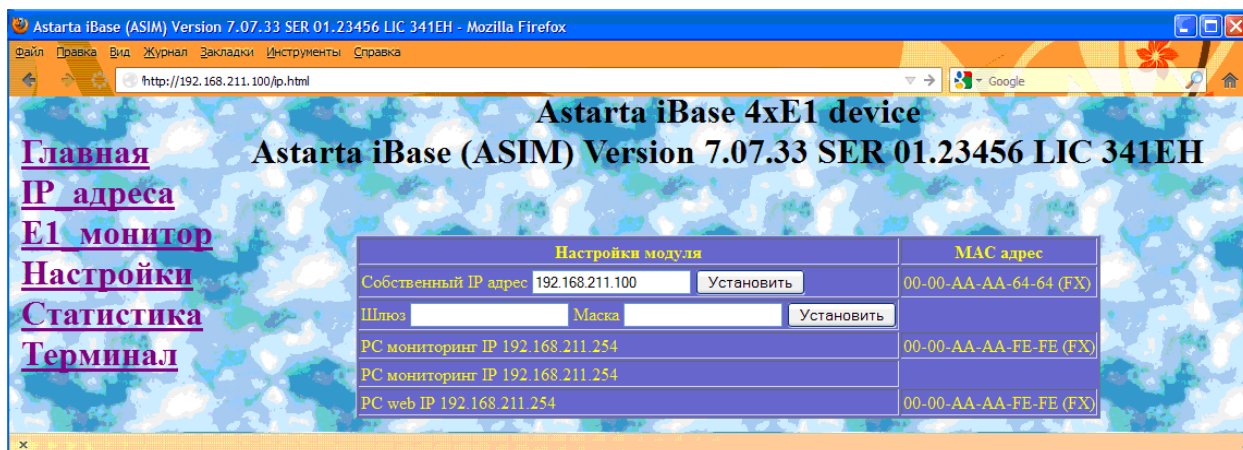 Astarta iBase (ASIM) Version 7.07.33 SER 01.23456 LIC 341EH - Mozilla Firefox
Файл Правка Вид Журнал Закладки Инструменты Справка
http://192.168.211.100/ip.html Google
Astarta iBase 4xE1 device
Astarta iBase (ASIM) Version 7.07.33 SER 01.23456 LIC 341EH
Главная
IP_адреса
E1_монитор
Настройки
Статистика
Терминал
Настройки модуля MAC адрес
Собственный IP адрес 192.168.211.100 Установить 00-00-AA-AA-64-64 (FX)
Шлюз Маска Установить
PC мониторинг IP 192.168.211.254 00-00-AA-AA-FE-FE (FX)
PC мониторинг IP 192.168.211.254
PC web IP 192.168.211.254 00-00-AA-AA-FE-FE (FX)